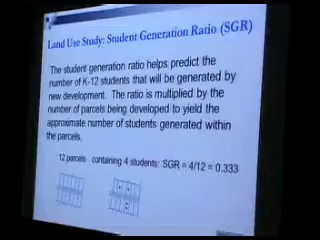 Land Use Study: Student Generation Ratio (SGR)
The student generation ratio helps predict the
number of K-12 students that will be generated by
new development. The ratio is multiplied by the
number of parcels being developed to yield the
approximate number of students generated within
the parcels.
12 parcels containing 4 students: SGR = 4/12 = 0.333